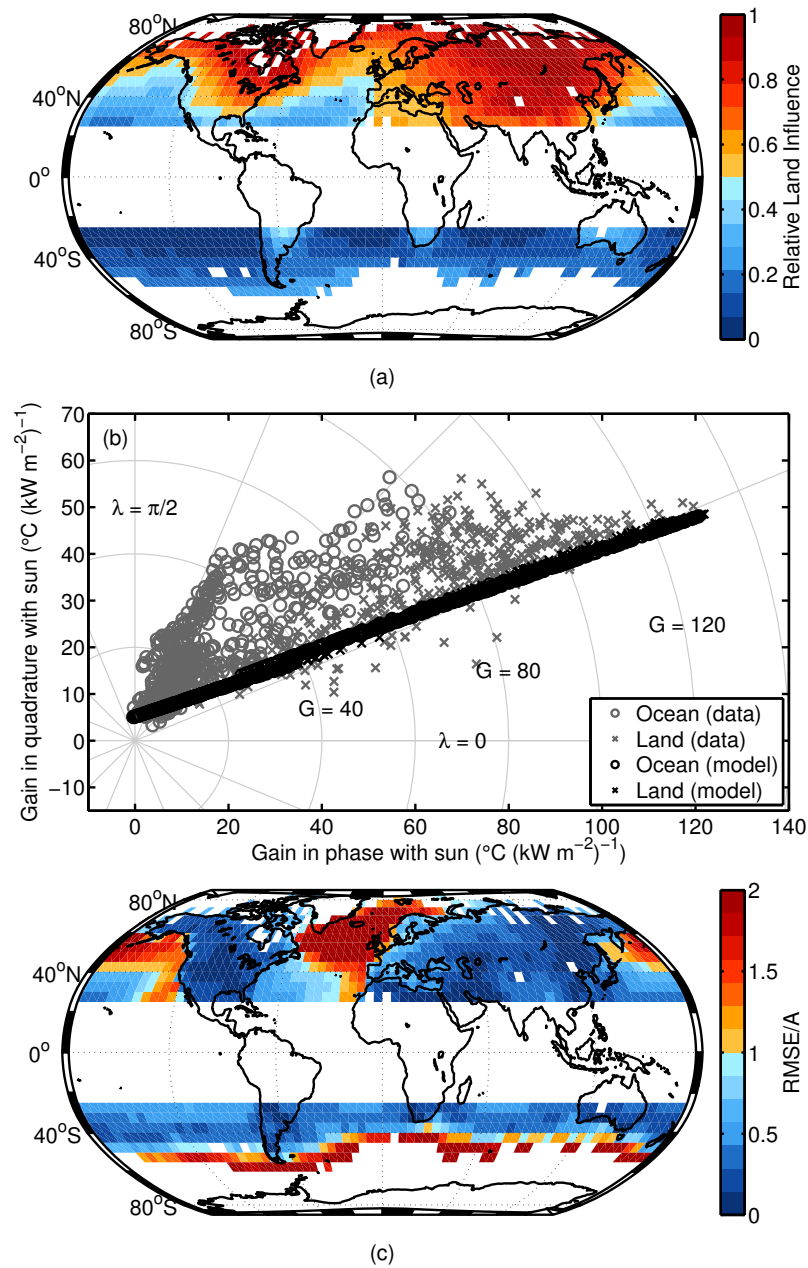 80°N
40°N
0°
40°S
80°S
1
0.8
0.6
0.4
0.2
0
Relative Land Influence
(a)
Gain in quadrature with sun (°C (kW m⁻²)⁻¹)
70
60
50
40
30
20
10
0
−10
(b)
λ = π/2
G = 120
G = 80
G = 40
λ = 0
Ocean (data)
Land (data)
Ocean (model)
Land (model)
0 20 40 60 80 100 120 140
Gain in phase with sun (°C (kW m⁻²)⁻¹)
80°N
40°N
0°
40°S
80°S
2
1.5
1
0.5
0
RMSE/A
(c)